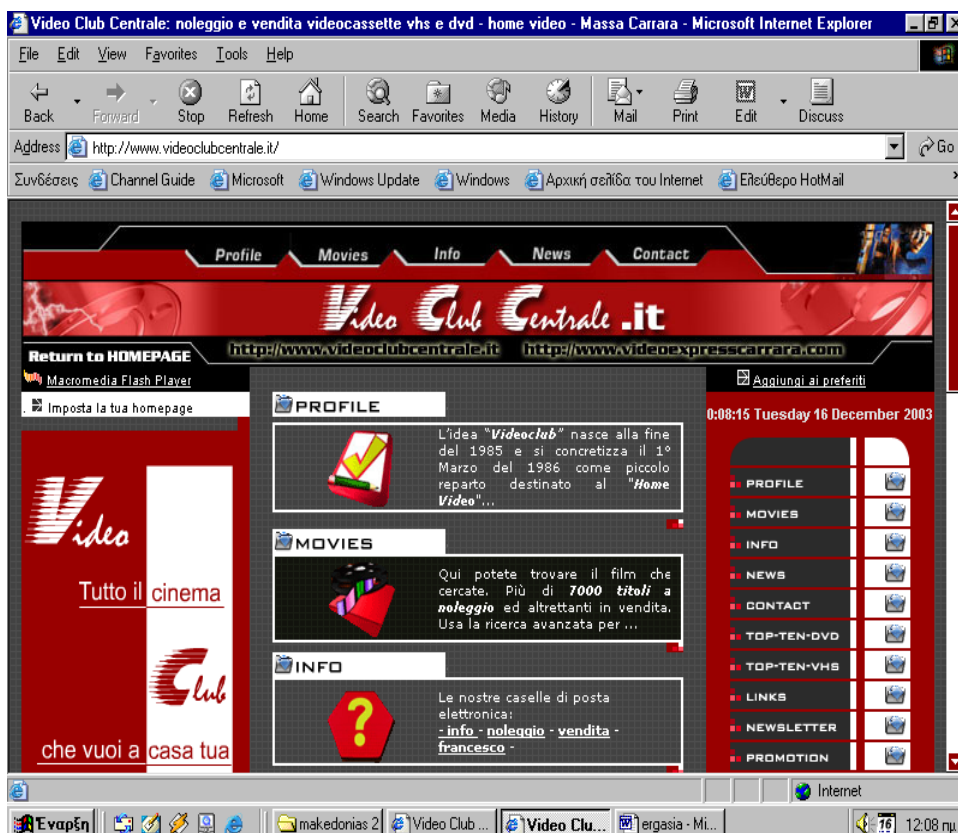 Video Club Centrale: noleggio e vendita videocassette vhs e dvd - home video - Massa Carrara - Microsoft Internet Explorer
File Edit View Favorites Tools Help
Back Forward Stop Refresh Home Search Favorites Media History Mail Print Edit Discuss
Address http://www.videoclubcentrale.it/ Go
Συνδέσεις Channel Guide Microsoft Windows Update Windows Αρχική σελίδα του Internet Ελεύθερο HotMail
Profile Movies Info News Contact
Video Club Centrale .it
http://www.videoclubcentrale.it http://www.videoexpresscarrara.com
Return to HOMEPAGE
Macromedia Flash Player
. Imposta la tua homepage
Video
Tutto il cinema
Club
che vuoi a casa tua
PROFILE
L'idea "Videoclub" nasce alla fine
del 1985 e si concretizza il 1º
Marzo del 1986 come piccolo
reparto destinato al "Home
Video"...
MOVIES
Qui potete trovare il film che
cercate. Più di 7000 titoli a
noleggio ed altrettanti in vendita.
Usa la ricerca avanzata per ...
INFO
Le nostre caselle di posta
elettronica:
- info - noleggio - vendita -
francesco -
Aggiungi ai preferiti
0:08:15 Tuesday 16 December 2003
PROFILE
MOVIES
INFO
NEWS
CONTACT
TOP-TEN-DVD
TOP-TEN-VHS
LINKS
NEWSLETTER
PROMOTION
Internet
Έναρξη makedonias 2 Video Club ... Video Clu... ergasia - Mi... 16 12:08 πμ